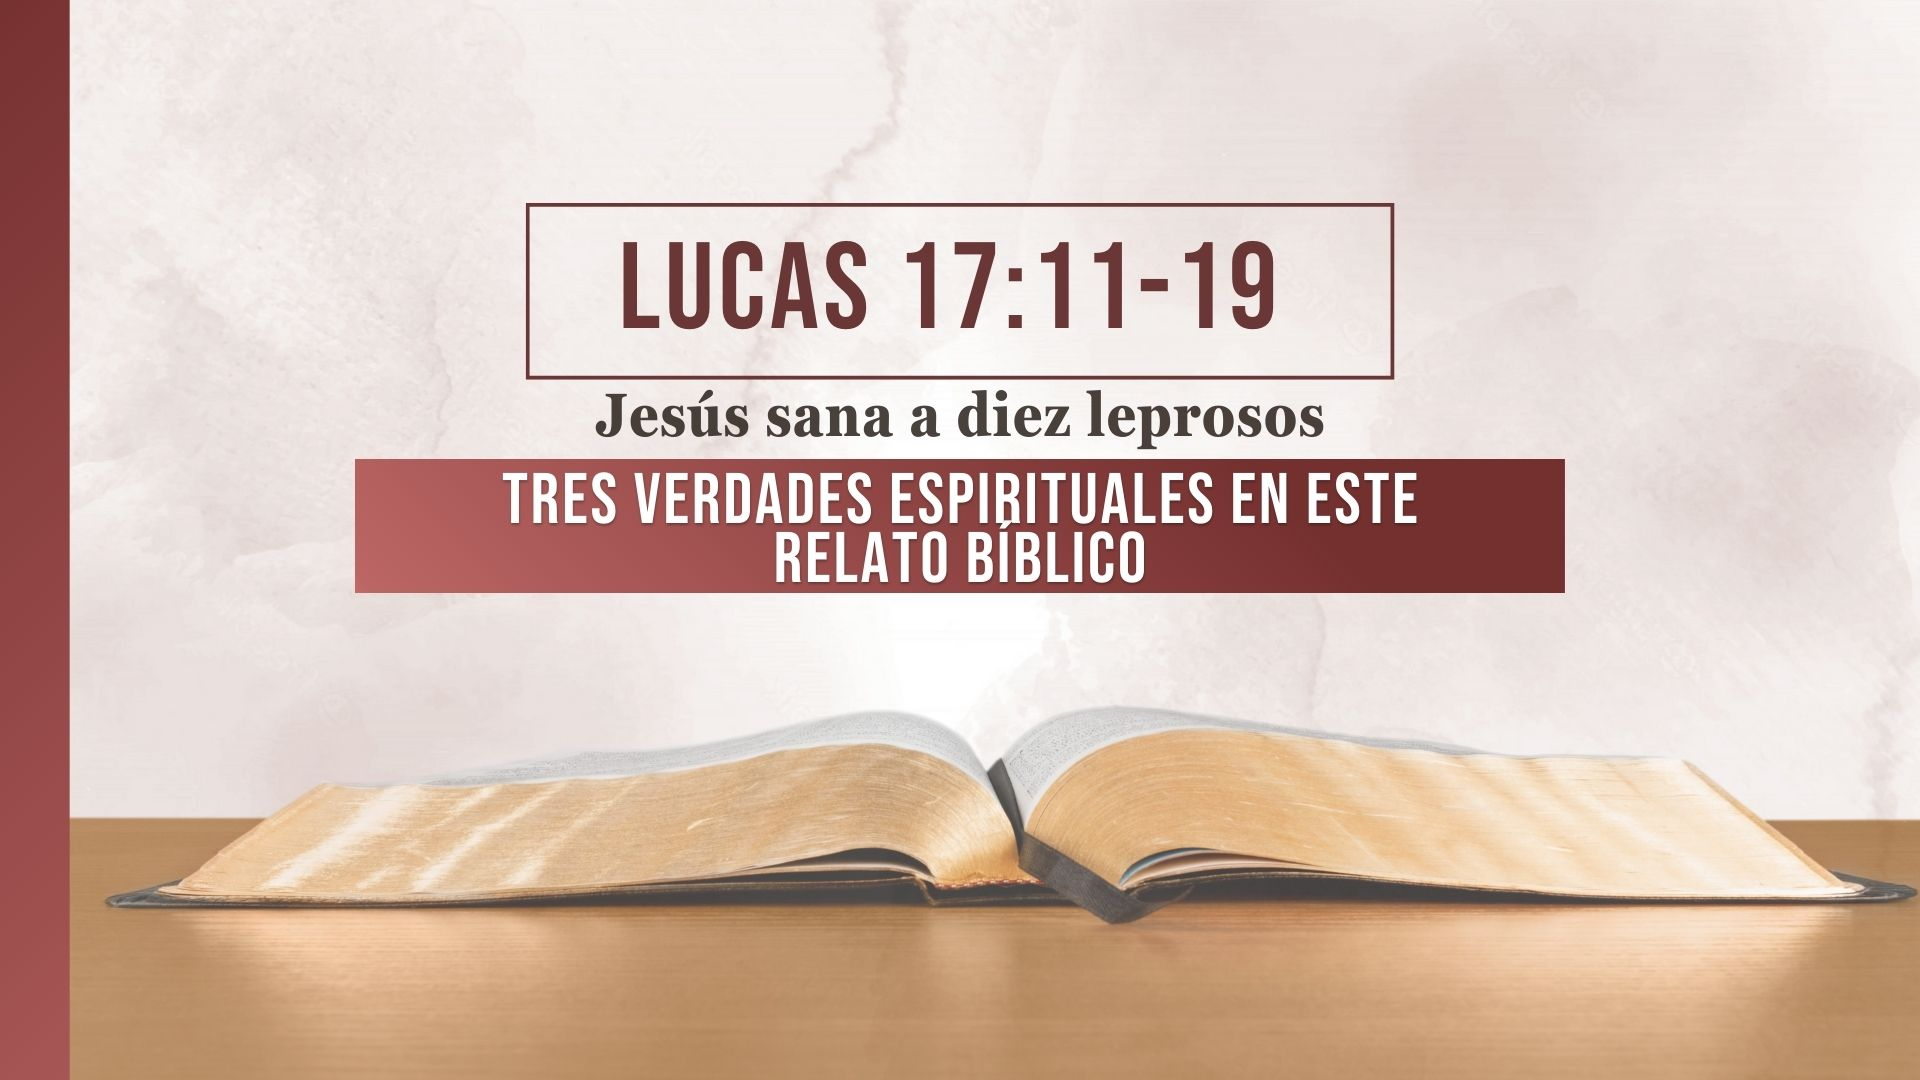 LUCAS 17:11-19
Jesús sana a diez leprosos
TRES VERDADES ESPIRITUALES EN ESTE
RELATO BÍBLICO